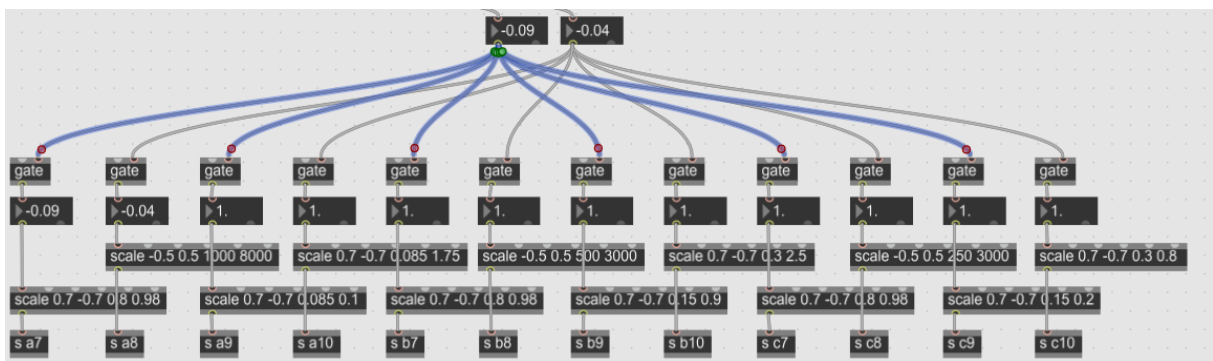 -0.09 -0.04
gate gate gate gate gate gate gate gate gate gate gate gate
-0.09 -0.04 1. 1. 1. 1. 1. 1. 1. 1. 1. 1.
scale -0.5 0.5 1000 8000 scale 0.7 -0.7 0.085 1.75 scale -0.5 0.5 500 3000 scale 0.7 -0.7 0.3 2.5 scale -0.5 0.5 250 3000 scale 0.7 -0.7 0.3 0.8
scale 0.7 -0.7 0.8 0.98 scale 0.7 -0.7 0.085 0.1 scale 0.7 -0.7 0.8 0.98 scale 0.7 -0.7 0.15 0.9 scale 0.7 -0.7 0.8 0.98 scale 0.7 -0.7 0.15 0.2
s a7 s a8 s a9 s a10 s b7 s b8 s b9 s b10 s c7 s c8 s c9 s c10